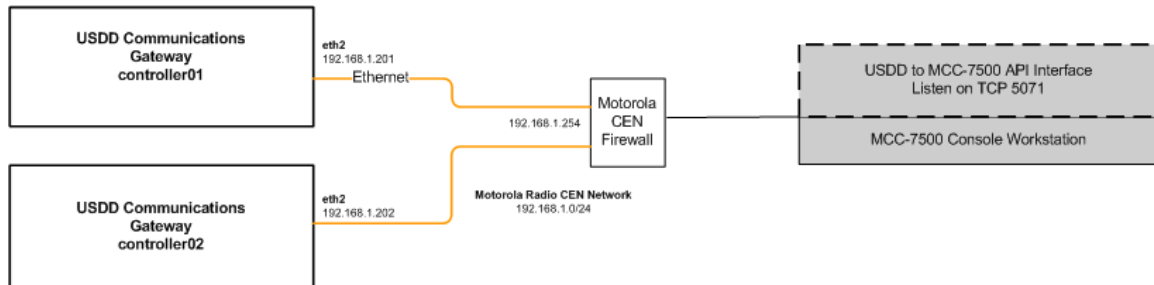 USDD Communications
Gateway
controller01
eth2
192.168.1.201
Ethernet
192.168.1.254
Motorola
CEN
Firewall
USDD to MCC-7500 API Interface
Listen on TCP 5071
MCC-7500 Console Workstation
USDD Communications
Gateway
controller02
eth2
192.168.1.202
Motorola Radio CEN Network
192.168.1.0/24